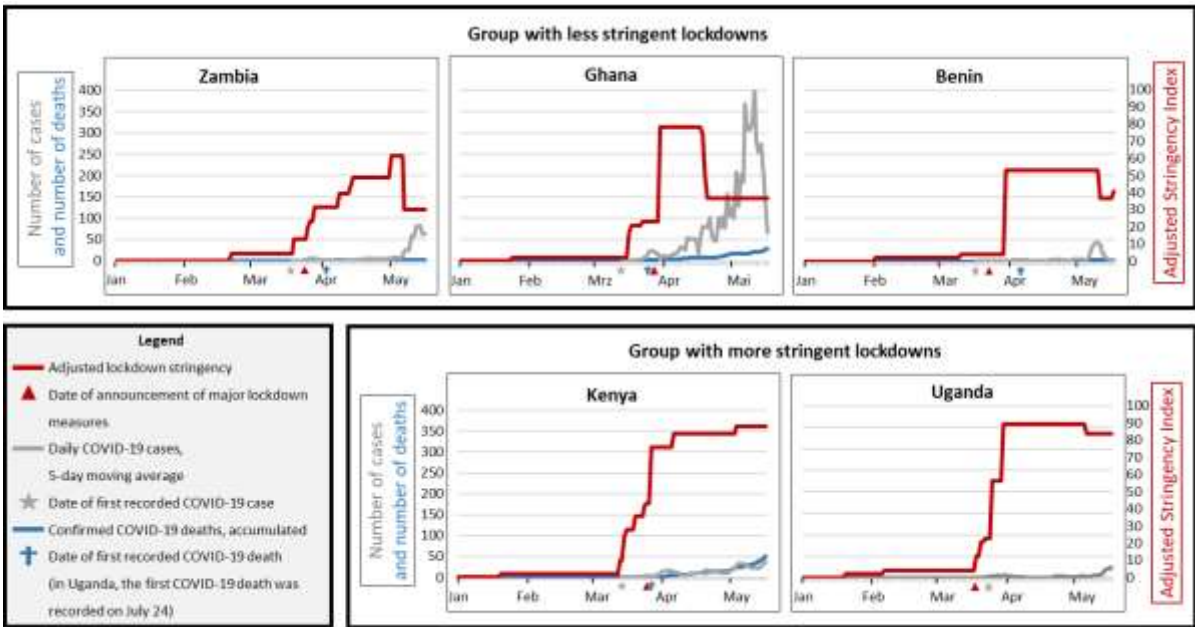 Group with less stringent lockdowns
Zambia
Ghana
Benin
Number of cases
and number of deaths
400
350
300
250
200
150
100
50
0
100
90
80
70
60
50
40
30
20
10
0
Adjusted Stringency Index
Jan Feb Mar Apr May
Jan Feb Mrz Apr Mai
Jan Feb Mar Apr May
Legend
Adjusted lockdown stringency
Date of announcement of major lockdown
measures
Daily COVID-19 cases,
5-day moving average
Date of first recorded COVID-19 case
Confirmed COVID-19 deaths, accumulated
Date of first recorded COVID-19 death
(in Uganda, the first COVID-19 death was
recorded on July 24)
Group with more stringent lockdowns
Kenya
Uganda
Number of cases
and number of deaths
400
350
300
250
200
150
100
50
0
100
90
80
70
60
50
40
30
20
10
0
Adjusted Stringency Index
Jan Feb Mar Apr May
Jan Feb Mar Apr May